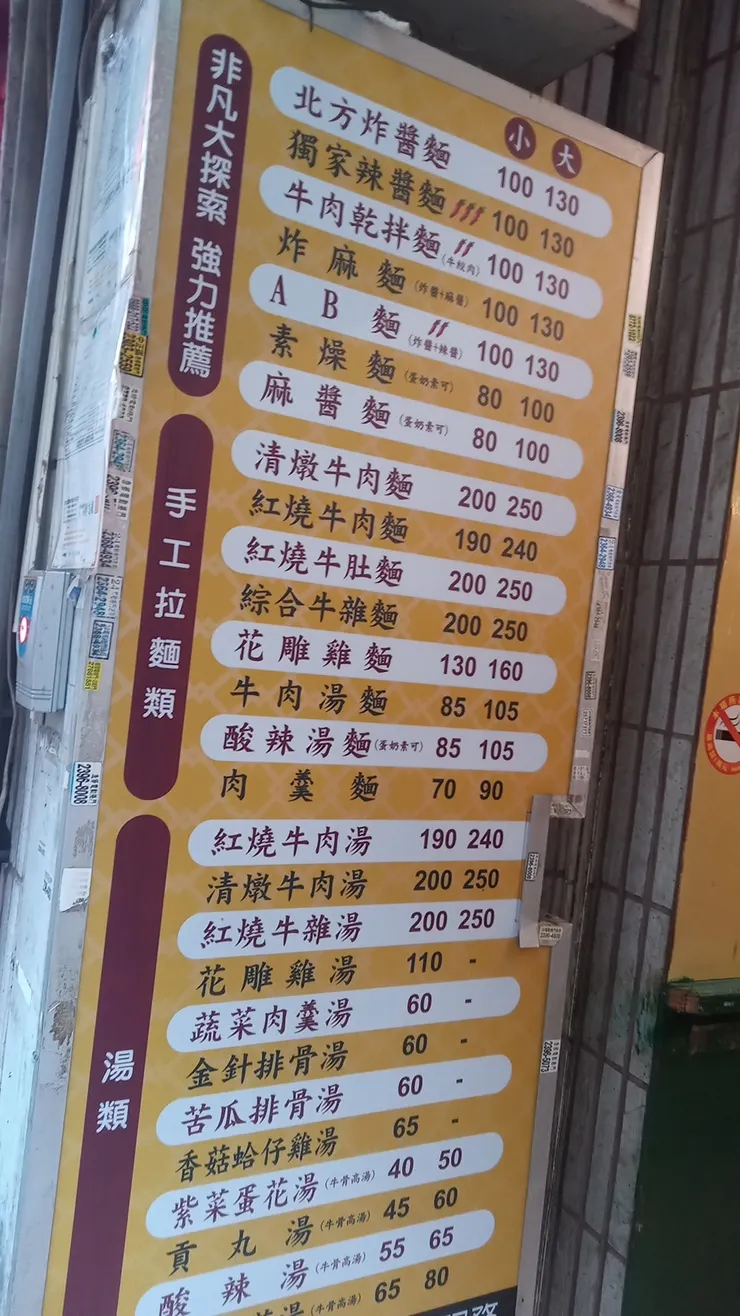 非凡大探索 強力推薦
小 大
北方炸醬麵 100 130
獨家辣醬麵 100 130
牛肉乾拌麵(牛絞肉) 100 130
炸麻麵(炸醬+麻醬) 100 130
AB麵(炸醬+辣醬) 100 130
素燥麵(蛋奶素可) 80 100
麻醬麵(蛋奶素可) 80 100
手工拉麵類
清燉牛肉麵 200 250
紅燒牛肉麵 190 240
紅燒牛肚麵 200 250
綜合牛雜麵 200 250
花雕雞麵 130 160
牛肉湯麵 85 105
酸辣湯麵(蛋奶素可) 85 105
肉羹麵 70 90
湯類
紅燒牛肉湯 190 240
清燉牛肉湯 200 250
紅燒牛雜湯 200 250
花雕雞湯 110 -
蔬菜肉羹湯 60 -
金針排骨湯 60 -
苦瓜排骨湯 60 -
香菇蛤仔雞湯 65 -
紫菜蛋花湯(牛骨高湯) 40 50
貢丸湯(牛骨高湯) 45 60
酸辣湯(牛骨高湯) 55 65
湯(牛骨高湯) 65 80
2396-8008